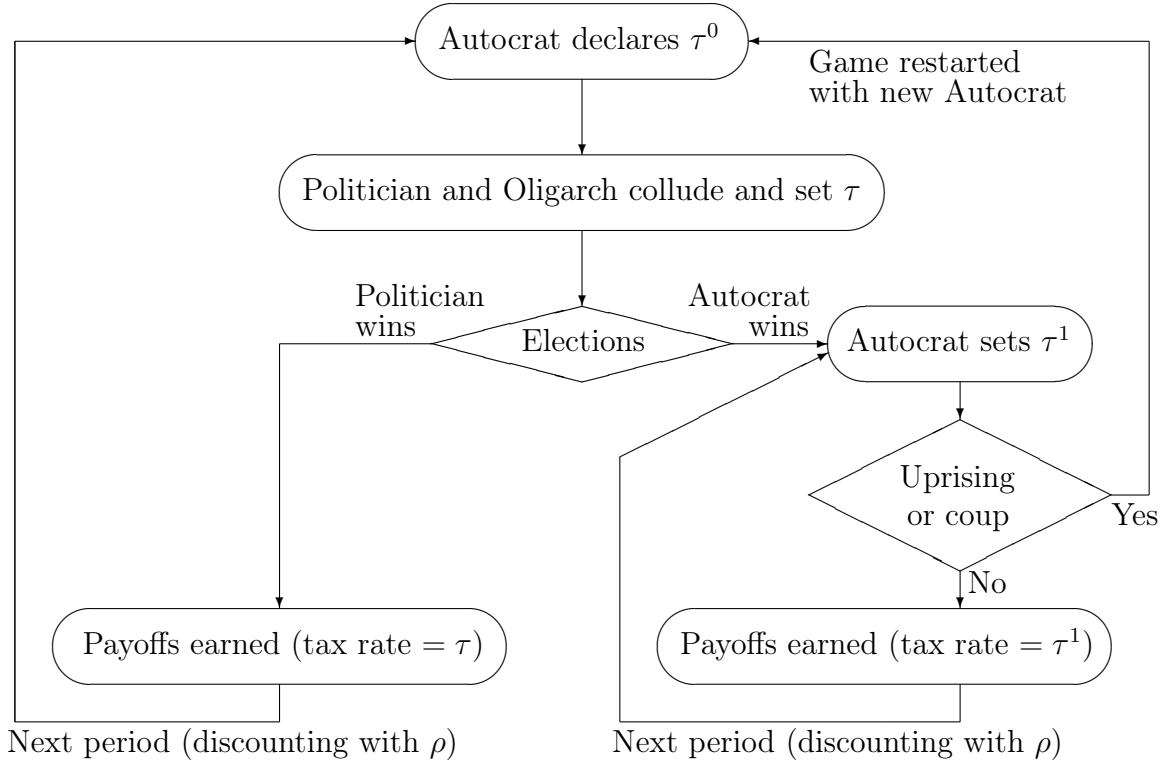 Autocrat declares τ⁰
Game restarted
with new Autocrat
Politician and Oligarch collude and set τ
Politician
wins
Elections
Autocrat
wins
Autocrat sets τ¹
Uprising
or coup
Yes
No
Payoffs earned (tax rate = τ)
Payoffs earned (tax rate = τ¹)
Next period (discounting with ρ)
Next period (discounting with ρ)